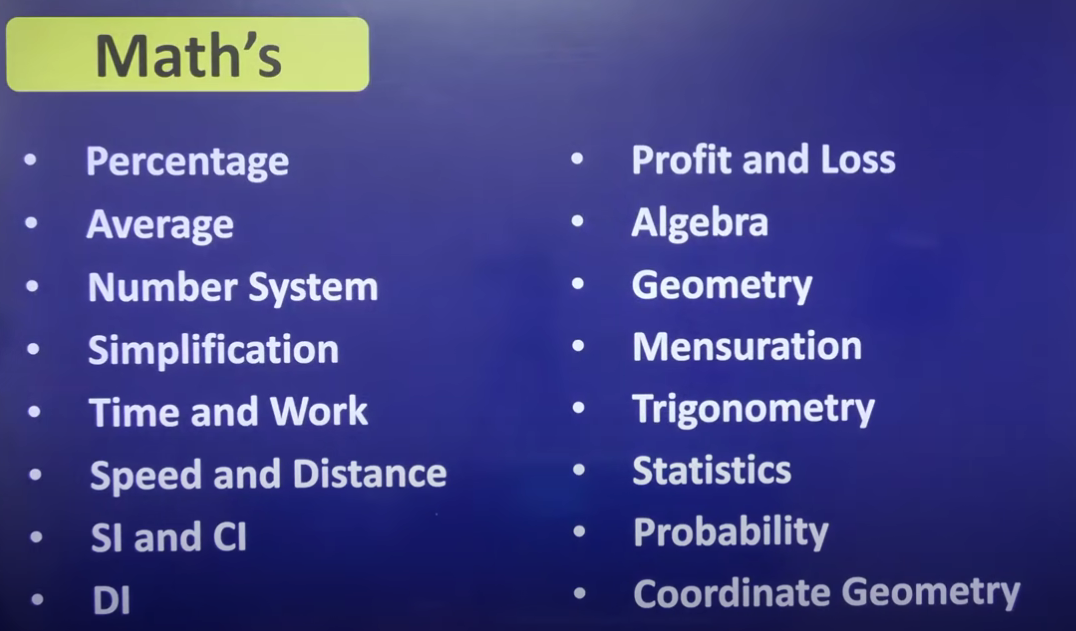 Math's
• Percentage
• Average
• Number System
• Simplification
• Time and Work
• Speed and Distance
• SI and CI
• DI
• Profit and Loss
• Algebra
• Geometry
• Mensuration
• Trigonometry
• Statistics
• Probability
• Coordinate Geometry